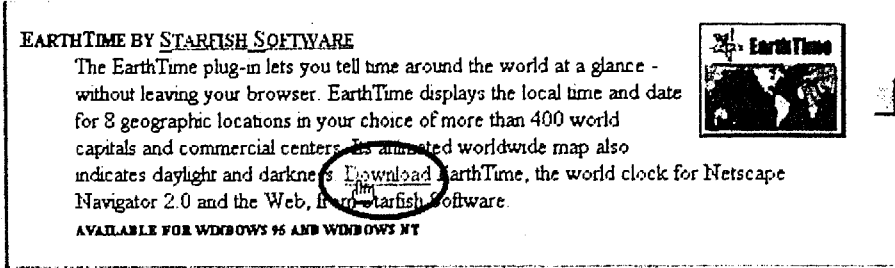 EARTHTIME BY STARFISH SOFTWARE
EarthTime
The EarthTime plug-in lets you tell time around the world at a glance -
without leaving your browser. EarthTime displays the local time and date
for 8 geographic locations in your choice of more than 400 world
capitals and commercial centers. Its animated worldwide map also
indicates daylight and darkness. Download EarthTime, the world clock for Netscape
Navigator 2.0 and the Web, from Starfish Software.
AVAILABLE FOR WINDOWS 95 AND WINDOWS NT